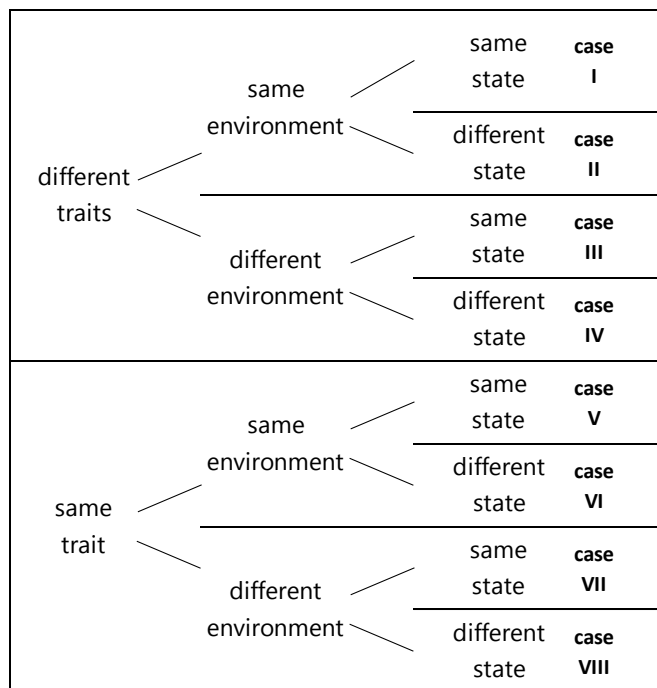 different
traits
same
environment
same
state
case
I
different
state
case
II
different
environment
same
state
case
III
different
state
case
IV
same
trait
same
environment
same
state
case
V
different
state
case
VI
different
environment
same
state
case
VII
different
state
case
VIII